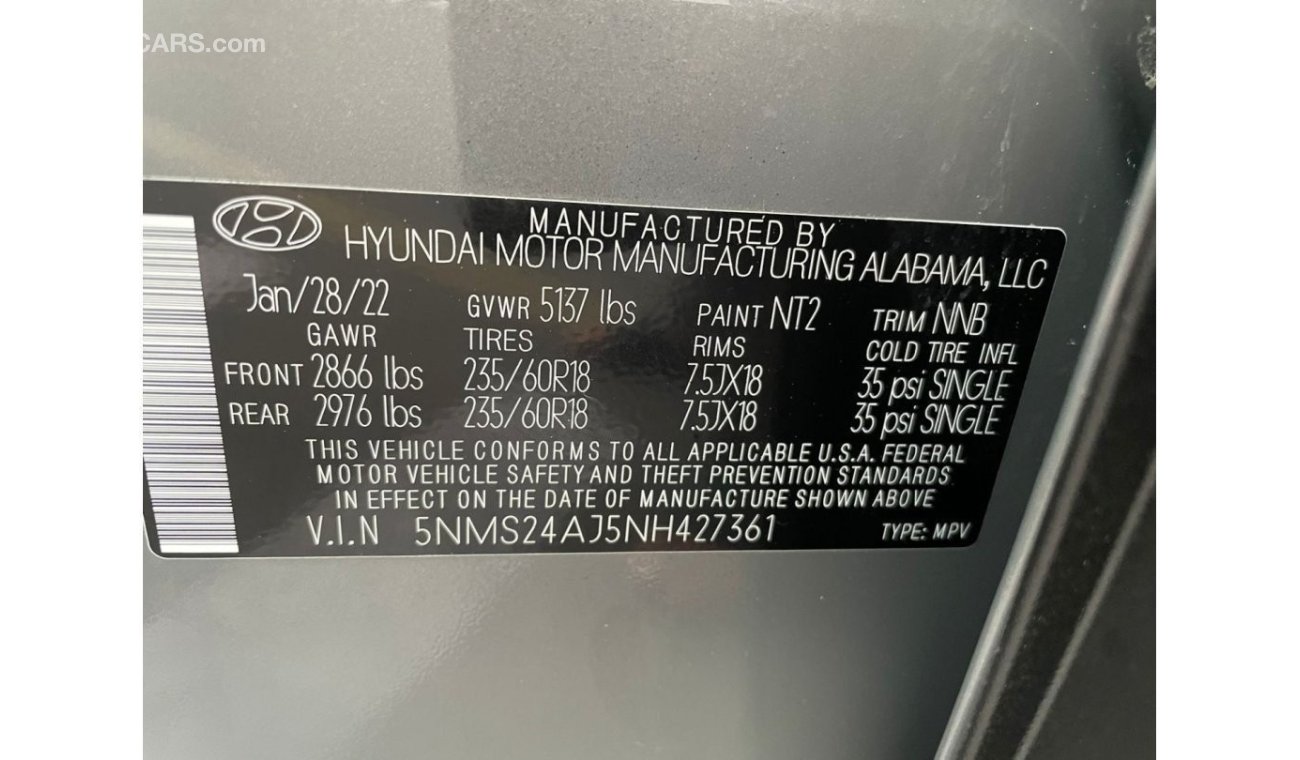 CARS.com
MANUFACTURED BY
HYUNDAI MOTOR MANUFACTURING ALABAMA, LLC
Jan/28/22 GVWR 5137 lbs PAINT NT2 TRIM NNB
GAWR TIRES RIMS COLD TIRE INFL
FRONT 2866 lbs 235/60R18 7.5JX18 35 psi SINGLE
REAR 2976 lbs 235/60R18 7.5JX18 35 psi SINGLE
THIS VEHICLE CONFORMS TO ALL APPLICABLE U.S.A. FEDERAL
MOTOR VEHICLE SAFETY AND THEFT PREVENTION STANDARDS
IN EFFECT ON THE DATE OF MANUFACTURE SHOWN ABOVE
V.I.N 5NMS24AJ5NH427361 TYPE: MPV